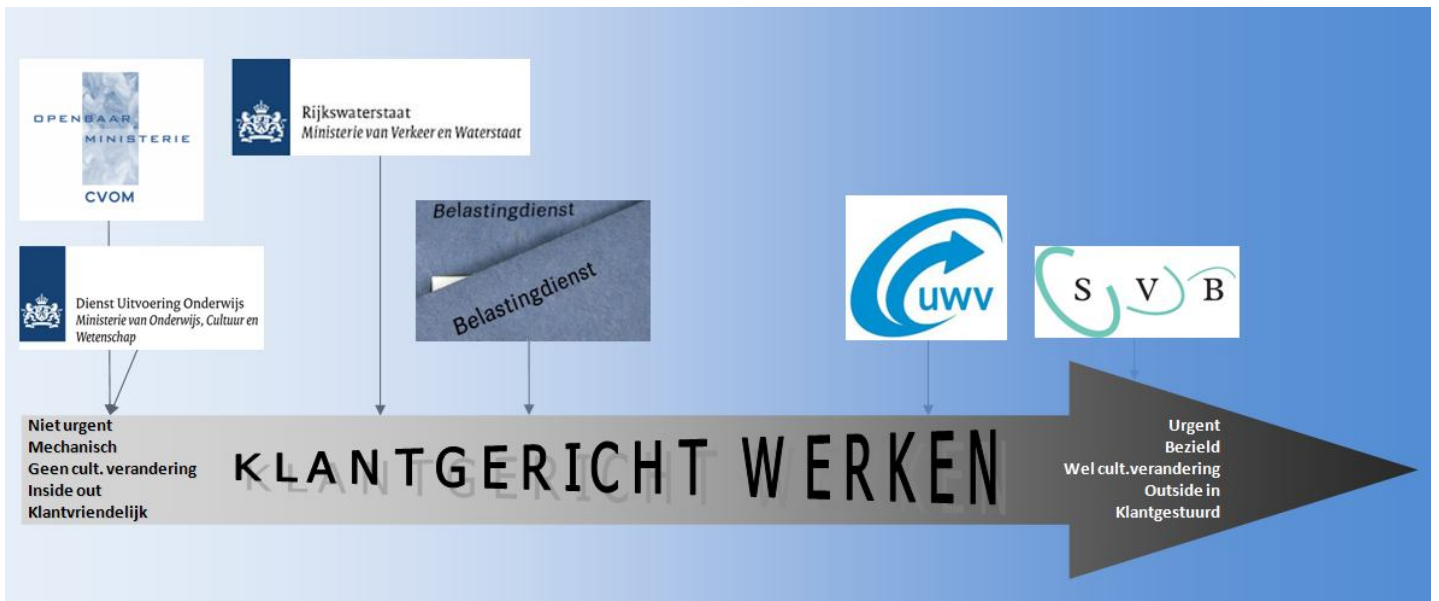 OPENBAAR
MINISTERIE
CVOM
Rijkswaterstaat
Ministerie van Verkeer en Waterstaat
Belastingdienst
Belastingdienst
uwv
S V B
Dienst Uitvoering Onderwijs
Ministerie van Onderwijs, Cultuur en
Wetenschap
Niet urgent
Mechanisch
Geen cult. verandering
Inside out
Klantvriendelijk
KLANTGERICHT WERKEN
Urgent
Bezield
Wel cult.verandering
Outside in
Klantgestuurd